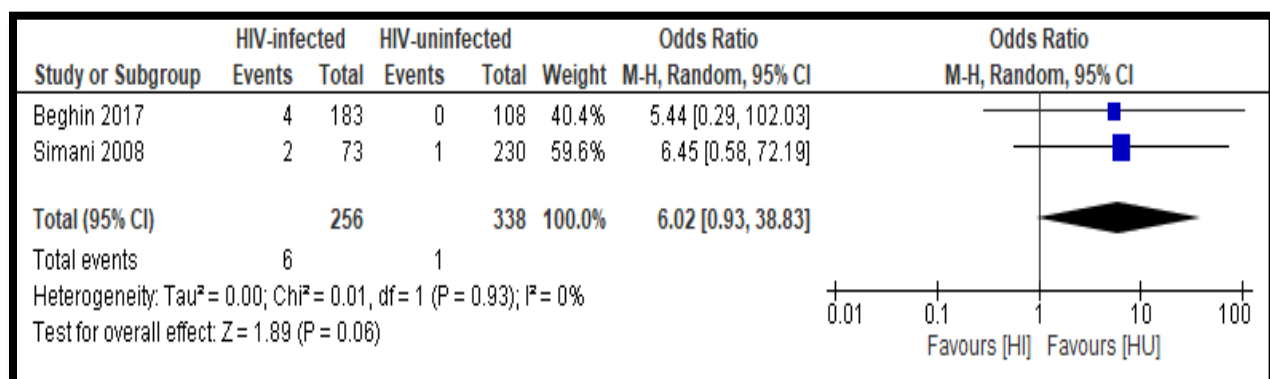 HIV-infected HIV-uninfected Odds Ratio Odds Ratio
Study or Subgroup Events Total Events Total Weight M-H, Random, 95% CI M-H, Random, 95% CI
Beghin 2017 4 183 0 108 40.4% 5.44 [0.29, 102.03]
Simani 2008 2 73 1 230 59.6% 6.45 [0.58, 72.19]
Total (95% CI) 256 338 100.0% 6.02 [0.93, 38.83]
Total events 6 1
Heterogeneity: Tau² = 0.00; Chi² = 0.01, df = 1 (P = 0.93); I² = 0%
Test for overall effect: Z = 1.89 (P = 0.06)
0.01 0.1 1 10 100
Favours [HI] Favours [HU]